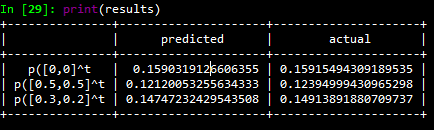 In [29]: print(results)
+---------------+---------------------+---------------------+
|               |      predicted      |        actual       |
+---------------+---------------------+---------------------+
|   p([0,0]^t   |  0.1590319126606355 | 0.15915494309189535 |
| p([0.5,0.5]^t | 0.12120053255634333 | 0.12394999430965298 |
| p([0.3,0.2]^t | 0.14747232429543508 | 0.14913891880709737 |
+---------------+---------------------+---------------------+